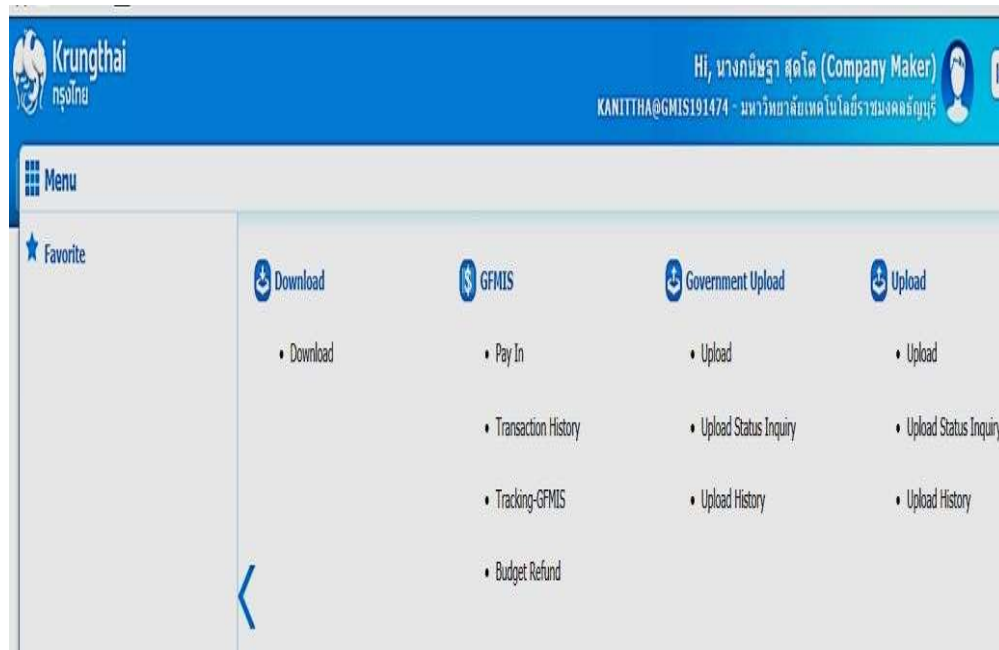 Krungthai
กรุงไทย
Hi, นางกนิษฐา สุดโด (Company Maker)
KANITTHA@GMIS191474 - มหาวิทยาลัยเทคโนโลยีราชมงคลธัญบุรี
Menu
Favorite
Download
GFMIS
Government Upload
Upload
• Download
• Pay In
• Upload
• Upload
• Transaction History
• Upload Status Inquiry
• Upload Status Inquiry
• Tracking-GFMIS
• Upload History
• Upload History
• Budget Refund